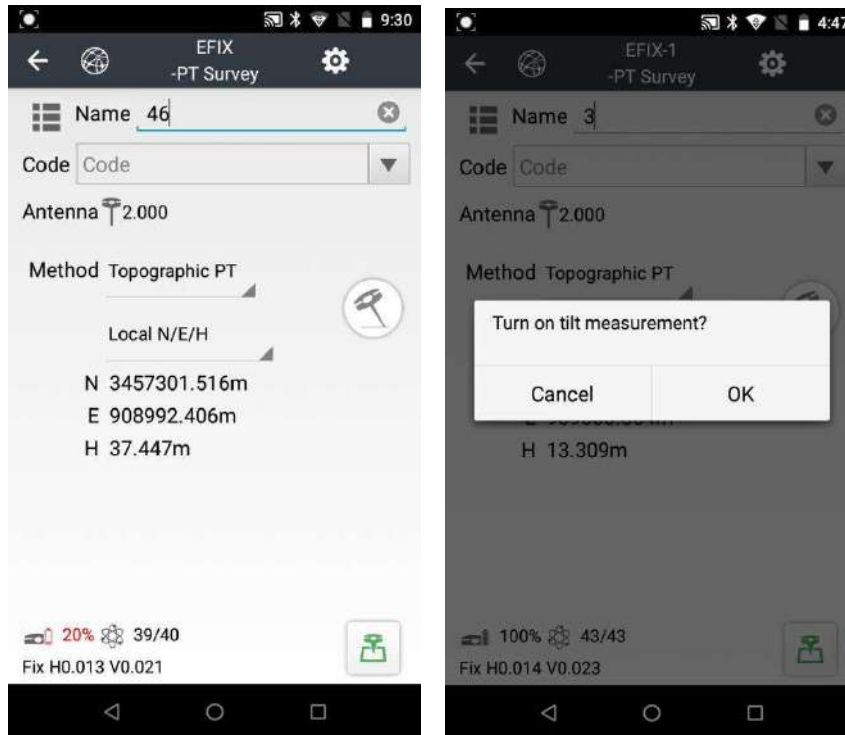 9:30
EFIX
-PT Survey
Name 46
Code Code
Antenna 2.000
Method Topographic PT
Local N/E/H
N 3457301.516m
E 908992.406m
H 37.447m
20% 39/40
Fix H0.013 V0.021
4:47
EFIX-1
-PT Survey
Name 3
Code Code
Antenna 2.000
Method Topographic PT
Turn on tilt measurement?
Cancel OK
H 13.309m
100% 43/43
Fix H0.014 V0.023